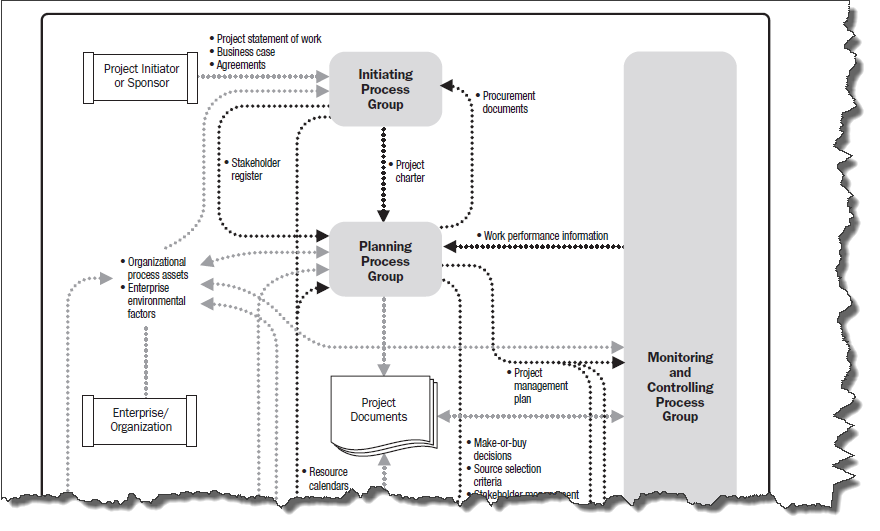 • Project statement of work
• Business case
• Agreements
Project Initiator
or Sponsor
Initiating
Process
Group
• Procurement
documents
• Stakeholder
register
• Project
charter
Planning
Process
Group
• Work performance information
• Organizational
process assets
• Enterprise
environmental
factors
Monitoring
and
Controlling
Process
Group
• Project
management
plan
Enterprise/
Organization
Project
Documents
• Make-or-buy
decisions
• Source selection
criteria
• Stakeholder management
• Resource
calendars